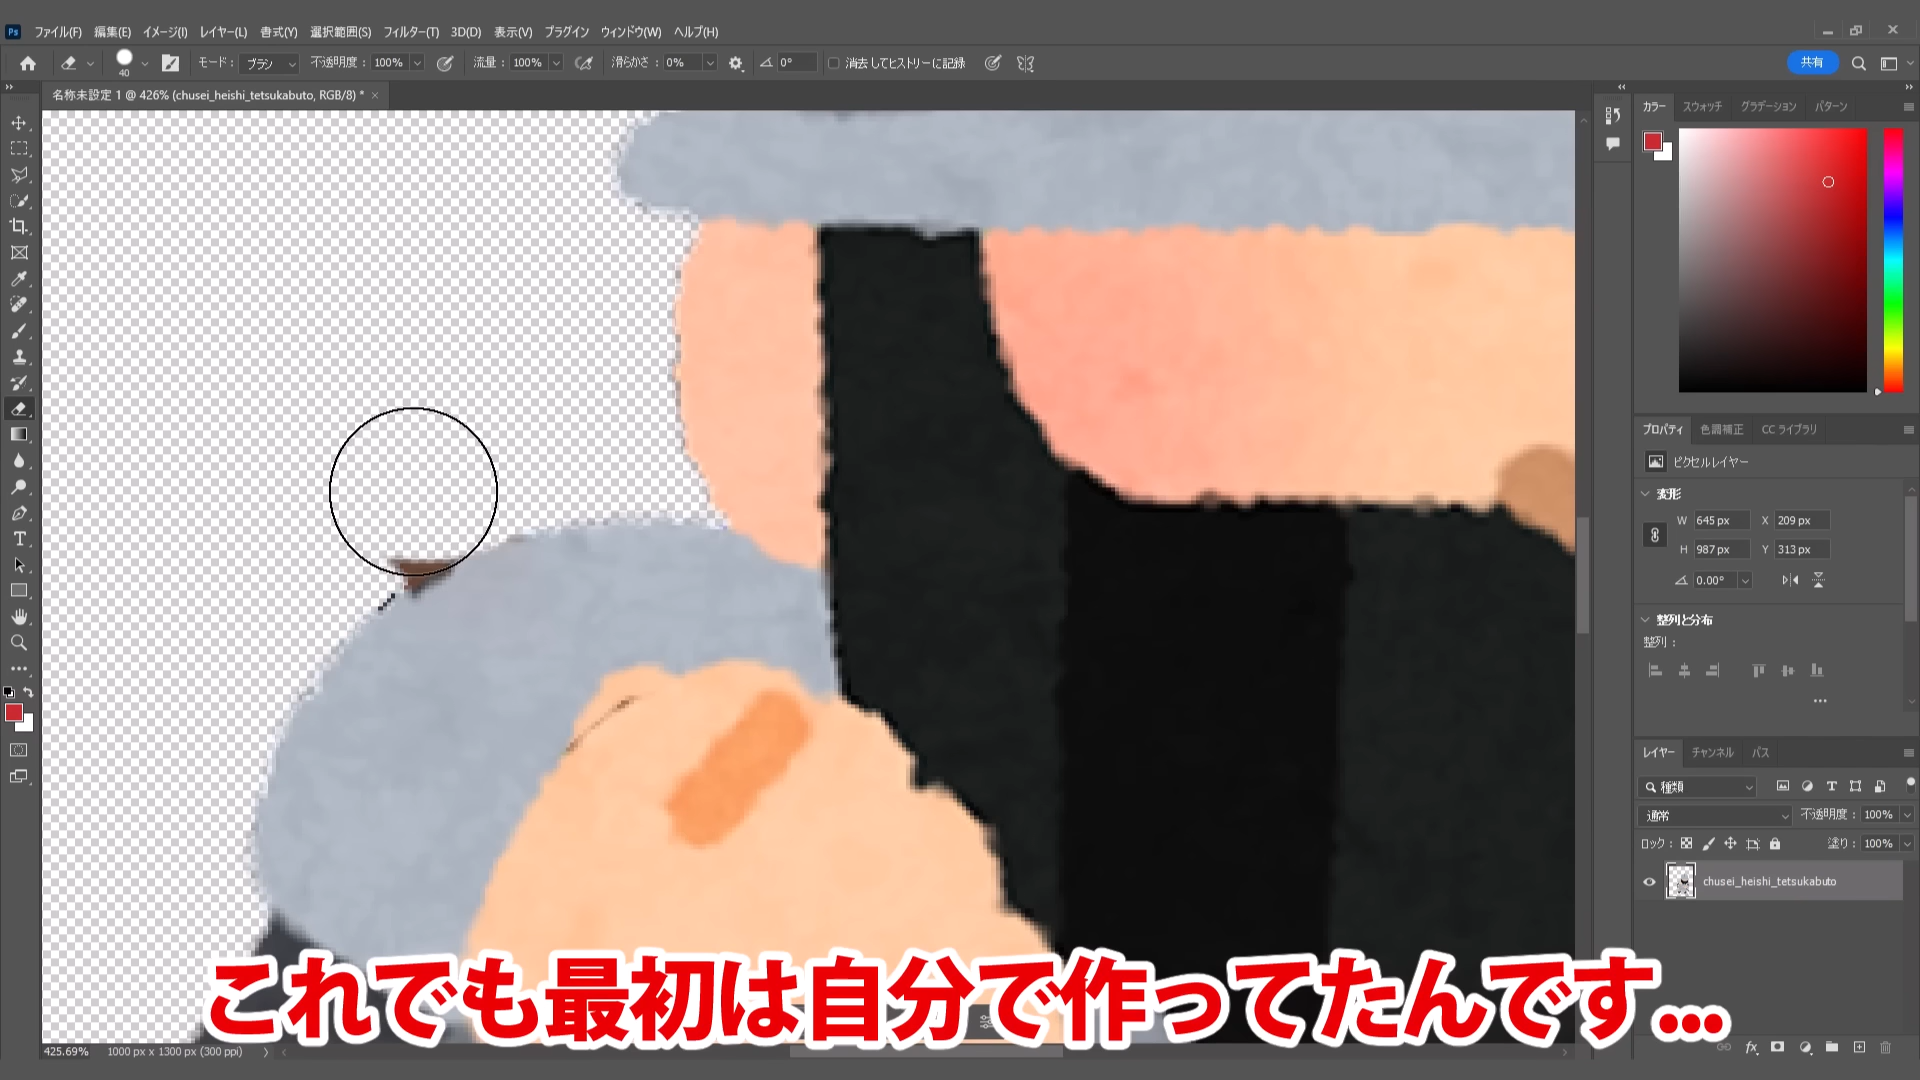 Ps ファイル(F) 編集(E) イメージ(I) レイヤー(L) 書式(Y) 選択範囲(S) フィルター(T) 3D(D) 表示(V) プラグイン ウィンドウ(W) ヘルプ(H)
40 モード: ブラシ 不透明度: 100% 流量: 100% 滑らかさ: 0% 0° 消去してヒストリーに記録 共有
名称未設定 1 @ 426% (chusei_heishi_tetsukabuto, RGB/8) * ×
カラー スウォッチ グラデーション パターン
プロパティ 色調補正 CC ライブラリ
ピクセルレイヤー
変形
W 645 px X 209 px
H 987 px Y 313 px
0.00°
整列と分布
整列:
レイヤー チャンネル パス
種類
通常 不透明度: 100%
ロック: 塗り: 100%
chusei_heishi_tetsukabuto
これでも最初は自分で作ってたんです...
425.69% 1000 px x 1300 px (300 ppi)
fx